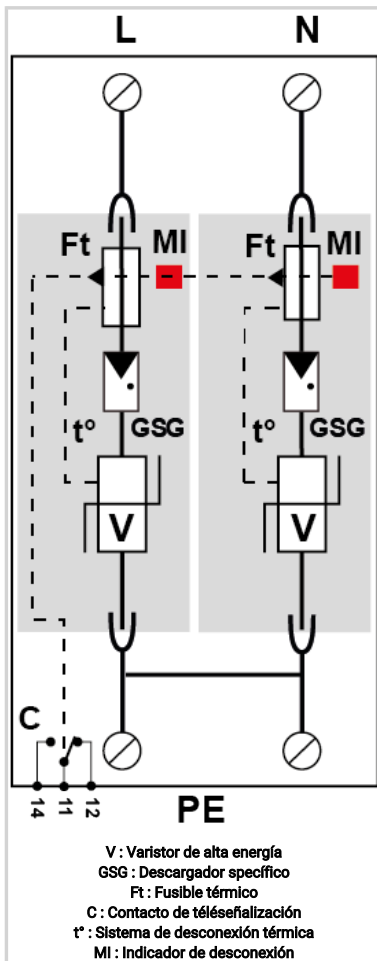 L N
Ft MI Ft MI
t° GSG t° GSG
V V
C
14 11 12
PE
V : Varistor de alta energía
GSG : Descargador specífico
Ft : Fusible térmico
C : Contacto de téléseñalización
t° : Sistema de desconexión térmica
MI : Indicador de desconexión